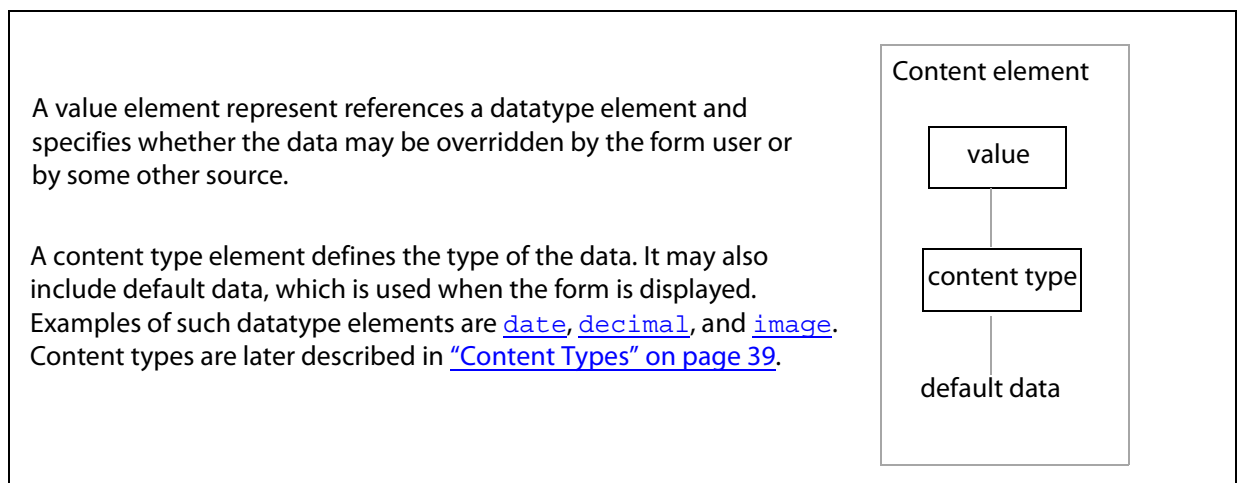 A value element represent references a datatype element and
specifies whether the data may be overridden by the form user or
by some other source.
A content type element defines the type of the data. It may also
include default data, which is used when the form is displayed.
Examples of such datatype elements are date, decimal, and image.
Content types are later described in “Content Types” on page 39.
Content element
value
content type
default data